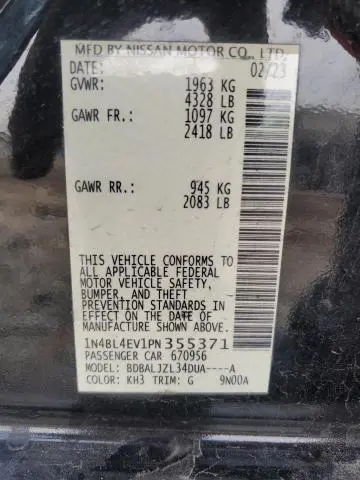 MFD BY NISSAN MOTOR CO., LTD.
DATE: 02/23
GVWR: 1963 KG
4328 LB
GAWR FR.: 1097 KG
2418 LB
GAWR RR.: 945 KG
2083 LB
THIS VEHICLE CONFORMS TO
ALL APPLICABLE FEDERAL
MOTOR VEHICLE SAFETY,
BUMPER, AND THEFT
PREVENTION STANDARDS IN
EFFECT ON THE DATE OF
MANUFACTURE SHOWN ABOVE.
1N4BL4EV1PN355371
PASSENGER CAR 670956
MODEL: BDBALJZL34DUA----A
COLOR: KH3 TRIM: G 9N00A